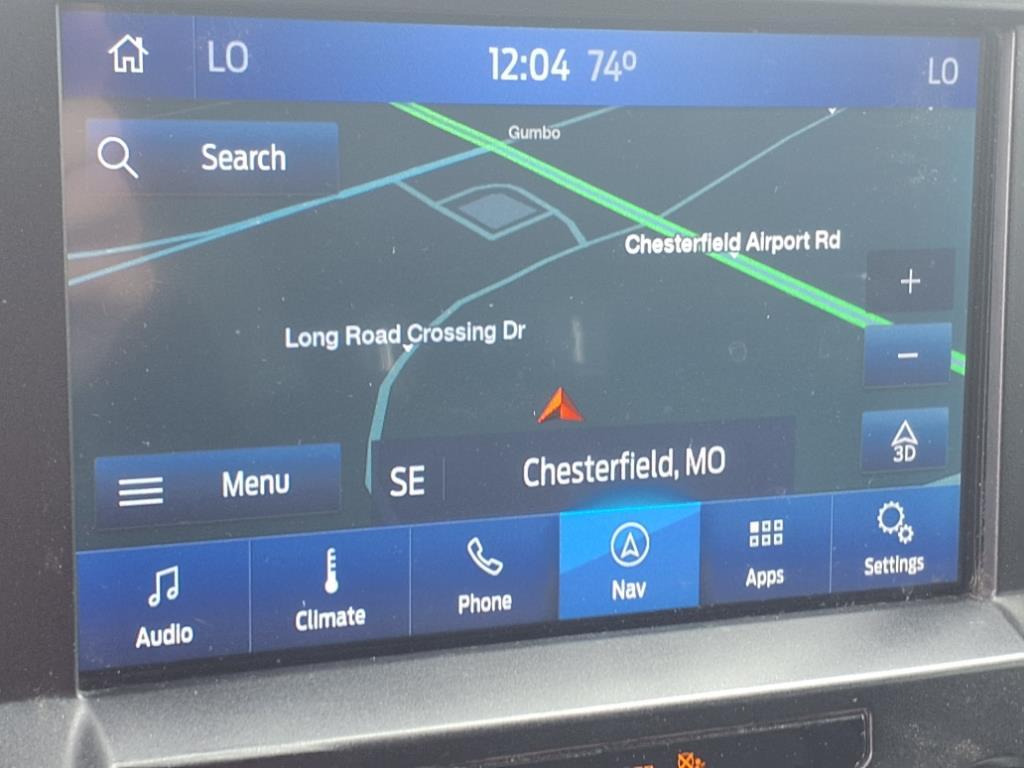 LO 12:04 74° LO
Gumbo
Search
Chesterfield Airport Rd
+
Long Road Crossing Dr
−
3D
Menu
SE Chesterfield, MO
Audio Climate Phone Nav Apps Settings